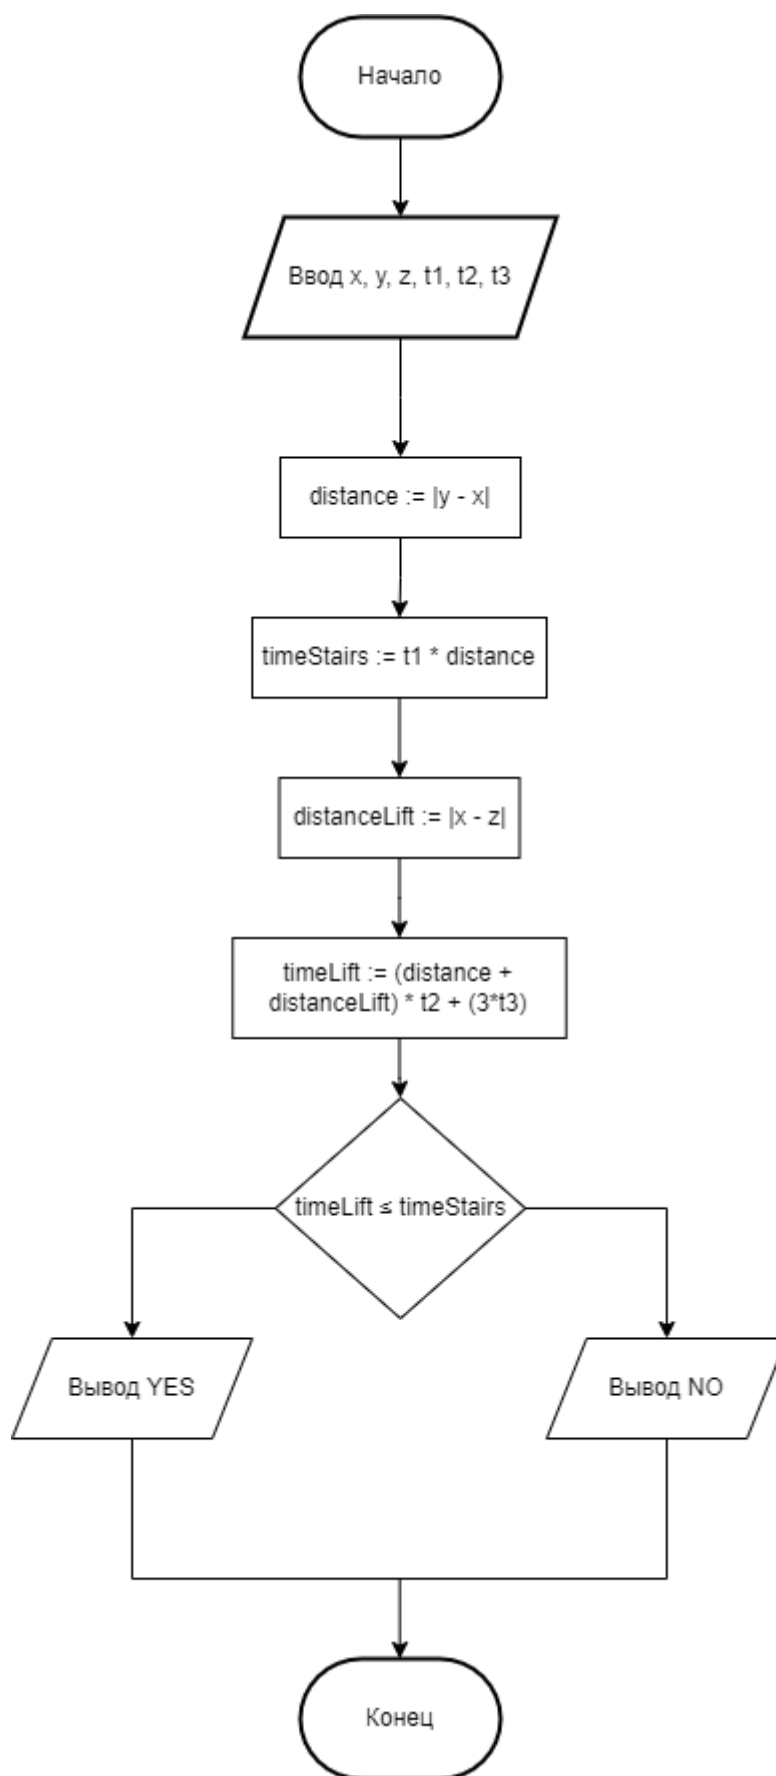 Начало
Ввод x, y, z, t1, t2, t3
distance := |y - x|
timeStairs := t1 * distance
distanceLift := |x - z|
timeLift := (distance +
distanceLift) * t2 + (3*t3)
timeLift ≤ timeStairs
Вывод YES
Вывод NO
Конец